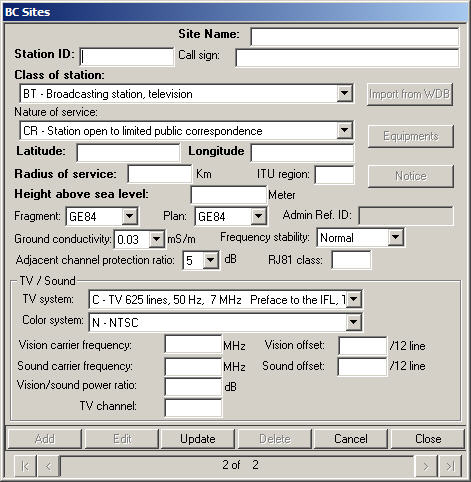 BC Sites
Site Name:
Station ID: Call sign:
Class of station:
BT - Broadcasting station, television
Import from WDB
Nature of service:
CR - Station open to limited public correspondence
Equipments
Latitude: Longitude
Radius of service: Km ITU region:
Notice
Height above sea level: Meter
Fragment: GE84 Plan: GE84 Admin Ref. ID:
Ground conductivity: 0.03 mS/m Frequency stability: Normal
Adjacent channel protection ratio: 5 dB RJ81 class:
TV / Sound
TV system: C - TV 625 lines, 50 Hz, 7 MHz Preface to the IFL, T
Color system: N - NTSC
Vision carrier frequency: MHz Vision offset: /12 line
Sound carrier frequency: MHz Sound offset: /12 line
Vision/sound power ratio: dB
TV channel:
Add Edit Update Delete Cancel Close
2 of 2